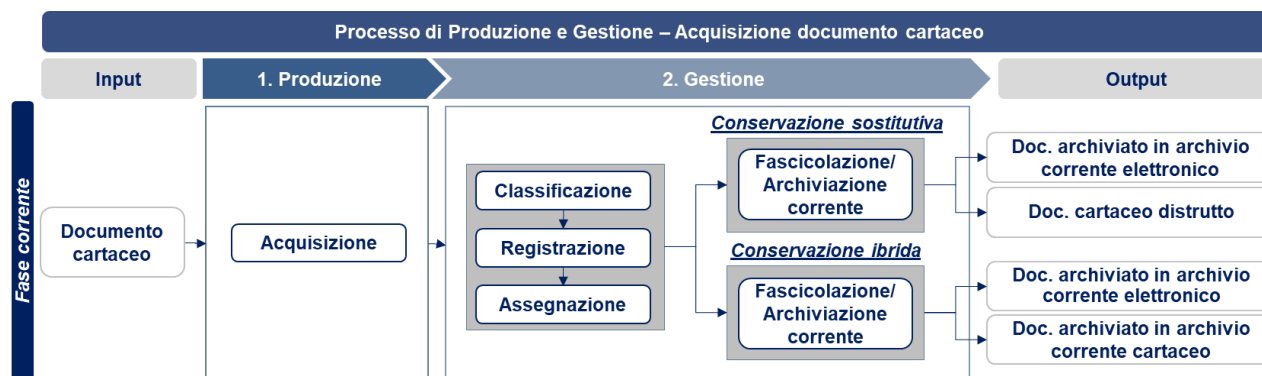 Processo di Produzione e Gestione – Acquisizione documento cartaceo
Input
1. Produzione
2. Gestione
Output
Fase corrente
Documento
cartaceo
Acquisizione
Classificazione
Registrazione
Assegnazione
Conservazione sostitutiva
Fascicolazione/
Archiviazione
corrente
Conservazione ibrida
Fascicolazione/
Archiviazione
corrente
Doc. archiviato in archivio
corrente elettronico
Doc. cartaceo distrutto
Doc. archiviato in archivio
corrente elettronico
Doc. archiviato in archivio
corrente cartaceo